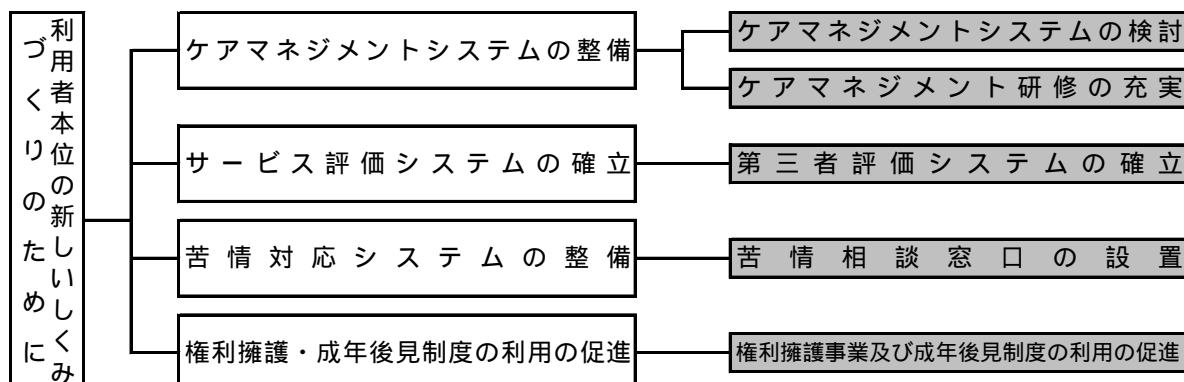 利用者本位の新しいしくみ
づくりのために
ケアマネジメントシステムの整備
ケアマネジメントシステムの検討
ケアマネジメント研修の充実
サービス評価システムの確立
第三者評価システムの確立
苦情対応システムの整備
苦情相談窓口の設置
権利擁護・成年後見制度の利用の促進
権利擁護事業及び成年後見制度の利用の促進